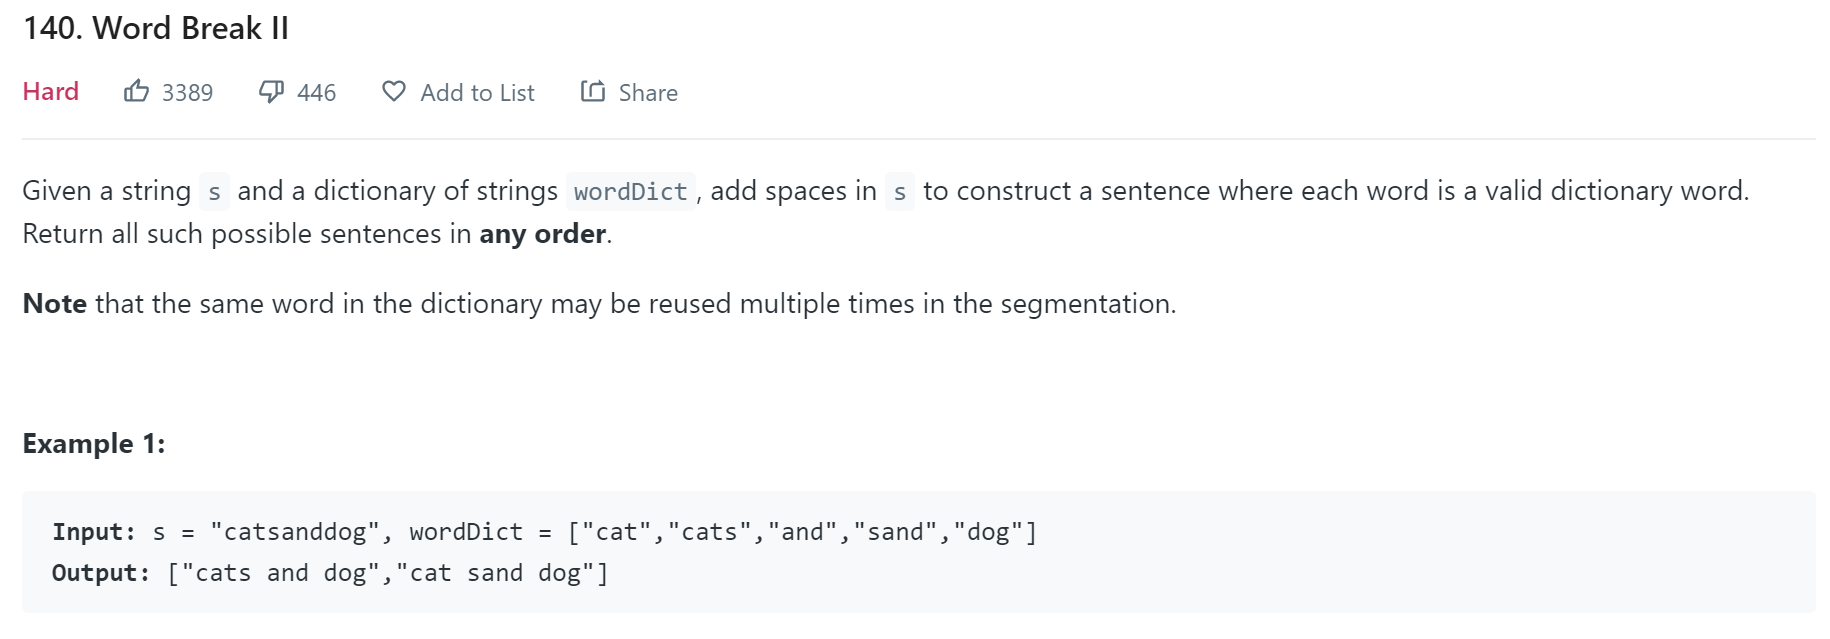 140. Word Break II
Hard 3389 446 Add to List Share
Given a string s and a dictionary of strings wordDict, add spaces in s to construct a sentence where each word is a valid dictionary word.
Return all such possible sentences in any order.
Note that the same word in the dictionary may be reused multiple times in the segmentation.
Example 1:
Input: s = "catsanddog", wordDict = ["cat","cats","and","sand","dog"]
Output: ["cats and dog","cat sand dog"]